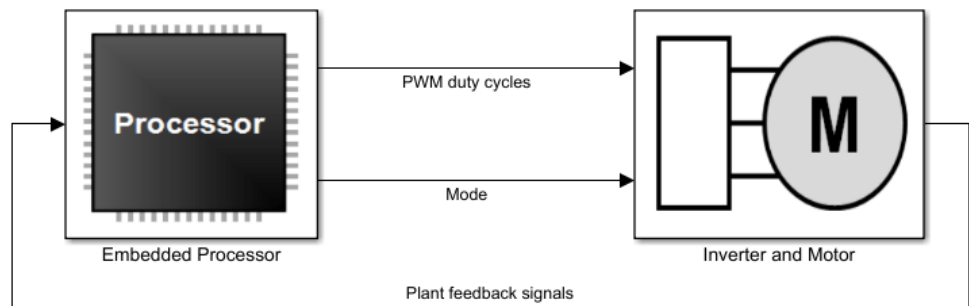 Processor
PWM duty cycles
M
Mode
Embedded Processor
Inverter and Motor
Plant feedback signals